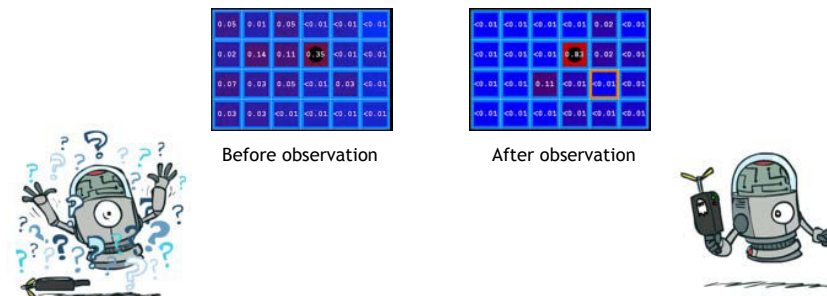 0.05 0.01 0.05 <0.01 <0.01 <0.01
0.02 0.14 0.11 0.35 <0.01 <0.01
0.07 0.03 0.05 <0.01 0.03 <0.01
0.03 0.03 <0.01 <0.01 <0.01 <0.01
Before observation
<0.01 <0.01 <0.01 <0.01 0.02 <0.01
<0.01 <0.01 <0.01 0.83 0.02 <0.01
<0.01 <0.01 0.11 <0.01 <0.01 <0.01
<0.01 <0.01 <0.01 <0.01 <0.01 <0.01
After observation